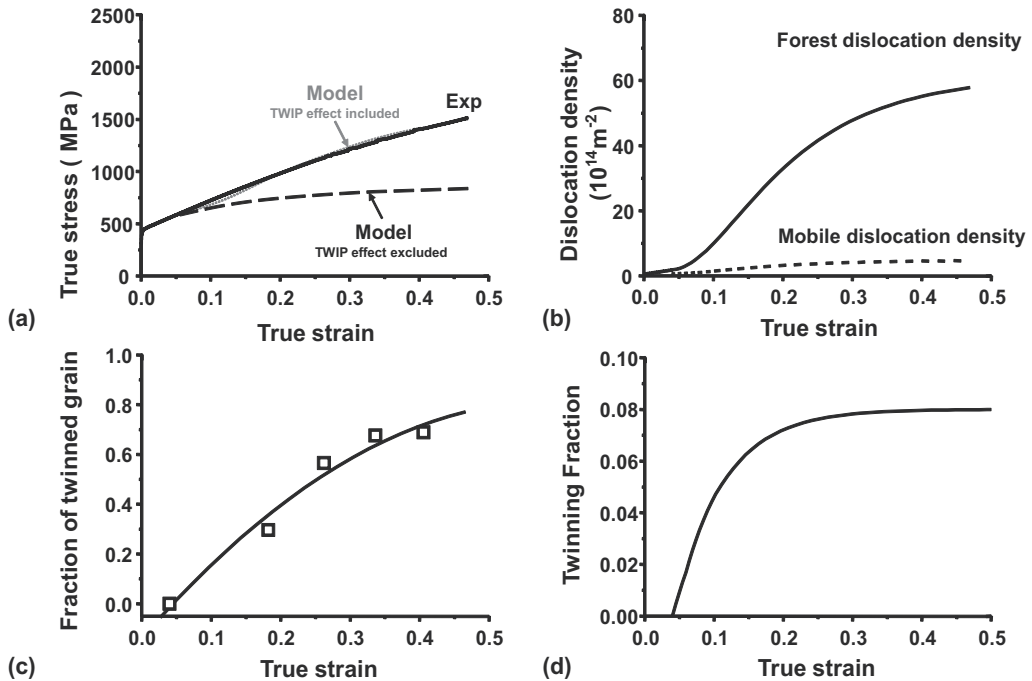 2500
2000
1500
1000
500
0
True stress ( MPa )
Model
TWIP effect included
Exp
Model
TWIP effect excluded
0.0 0.1 0.2 0.3 0.4 0.5
True strain
(a)
80
60
40
20
0
Dislocation density
(10¹⁴m⁻²)
Forest dislocation density
Mobile dislocation density
0.0 0.1 0.2 0.3 0.4 0.5
True strain
(b)
1.0
0.8
0.6
0.4
0.2
0.0
Fraction of twinned grain
0.0 0.1 0.2 0.3 0.4 0.5
True strain
(c)
0.10
0.08
0.06
0.04
0.02
0.00
Twinning Fraction
0.0 0.1 0.2 0.3 0.4 0.5
True strain
(d)